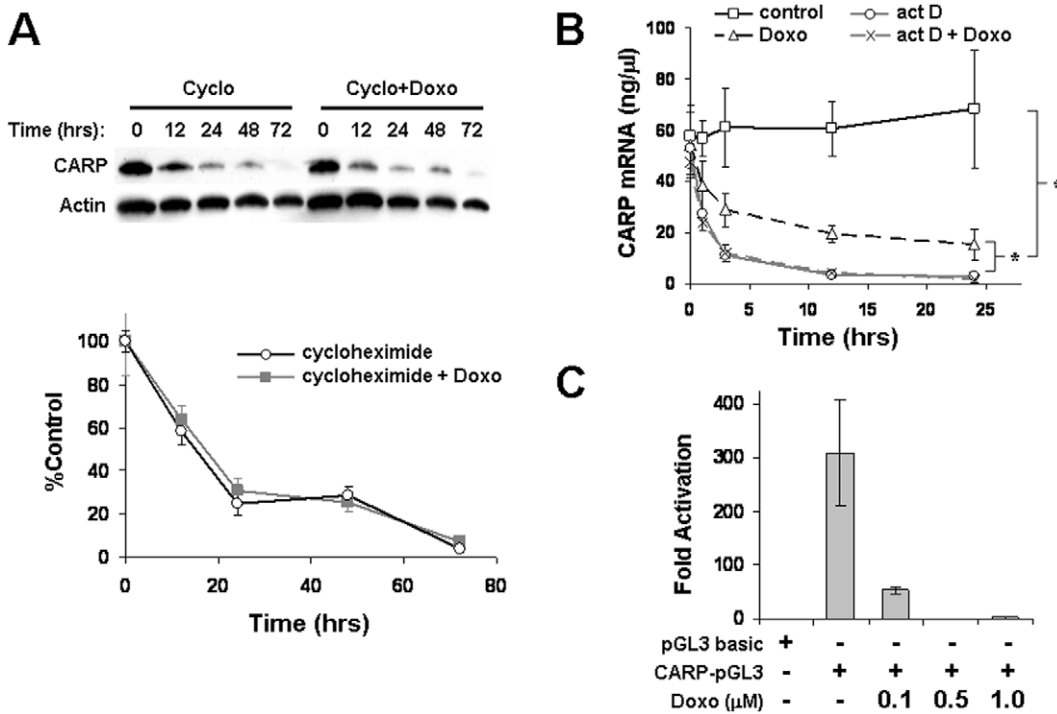 A
Cyclo Cyclo+Doxo
Time (hrs): 0 12 24 48 72 0 12 24 48 72
CARP
Actin
%Control
100
80
60
40
20
0
0 20 40 60 80
Time (hrs)
cycloheximide
cycloheximide + Doxo
B
control act D
Doxo act D + Doxo
CARP mRNA (ng/µl)
100
80
60
40
20
0
0 5 10 15 20 25
Time (hrs)
*
*
C
Fold Activation
400
300
200
100
0
pGL3 basic + - - - -
CARP-pGL3 - + + + +
Doxo (µM) - - 0.1 0.5 1.0